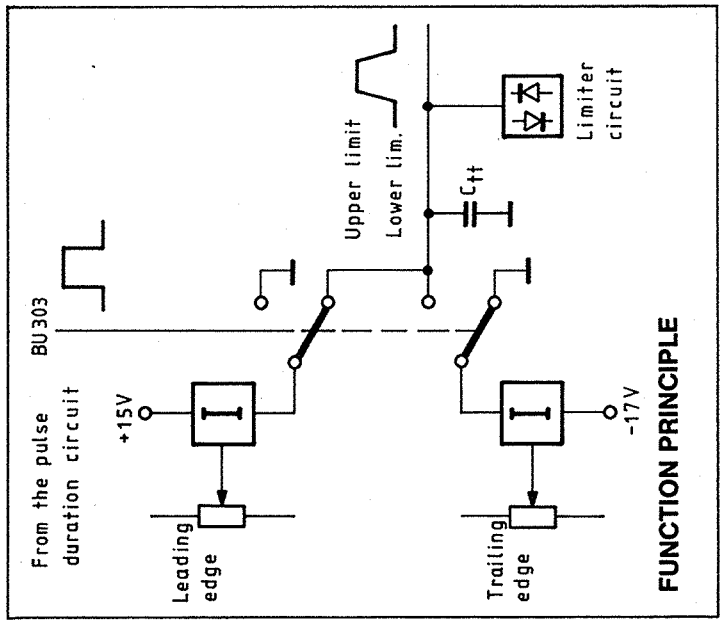 From the pulse
duration circuit
BU303
+15V
I
Leading
edge
Upper limit
Lower lim.
Ctt
Limiter
circuit
Trailing
edge
I
-17V
FUNCTION PRINCIPLE